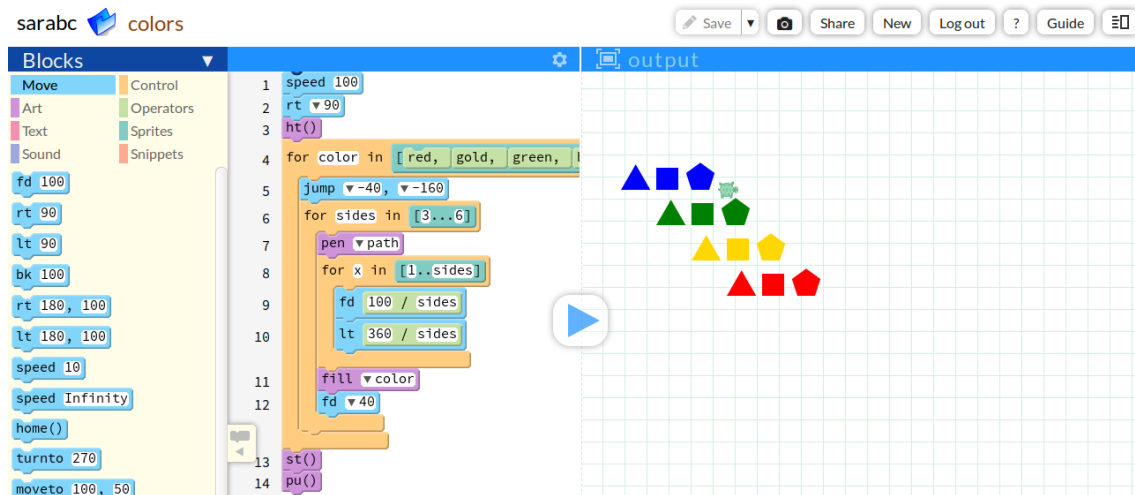 sarabc colors Save ▼ Share New Log out ? Guide
Blocks ▼ output
Move Control
Art Operators
Text Sprites
Sound Snippets
fd 100
rt 90
lt 90
bk 100
rt 180, 100
lt 180, 100
speed 10
speed Infinity
home()
turnto 270
moveto 100, 50
1 speed 100
2 rt ▼ 90
3 ht()
4 for color in [red, gold, green,
5 jump ▼ -40, ▼ -160
6 for sides in [3...6]
7 pen ▼ path
8 for x in [1..sides]
9 fd 100 / sides
10 lt 360 / sides
11 fill ▼ color
12 fd ▼ 40
13 st()
14 pu()